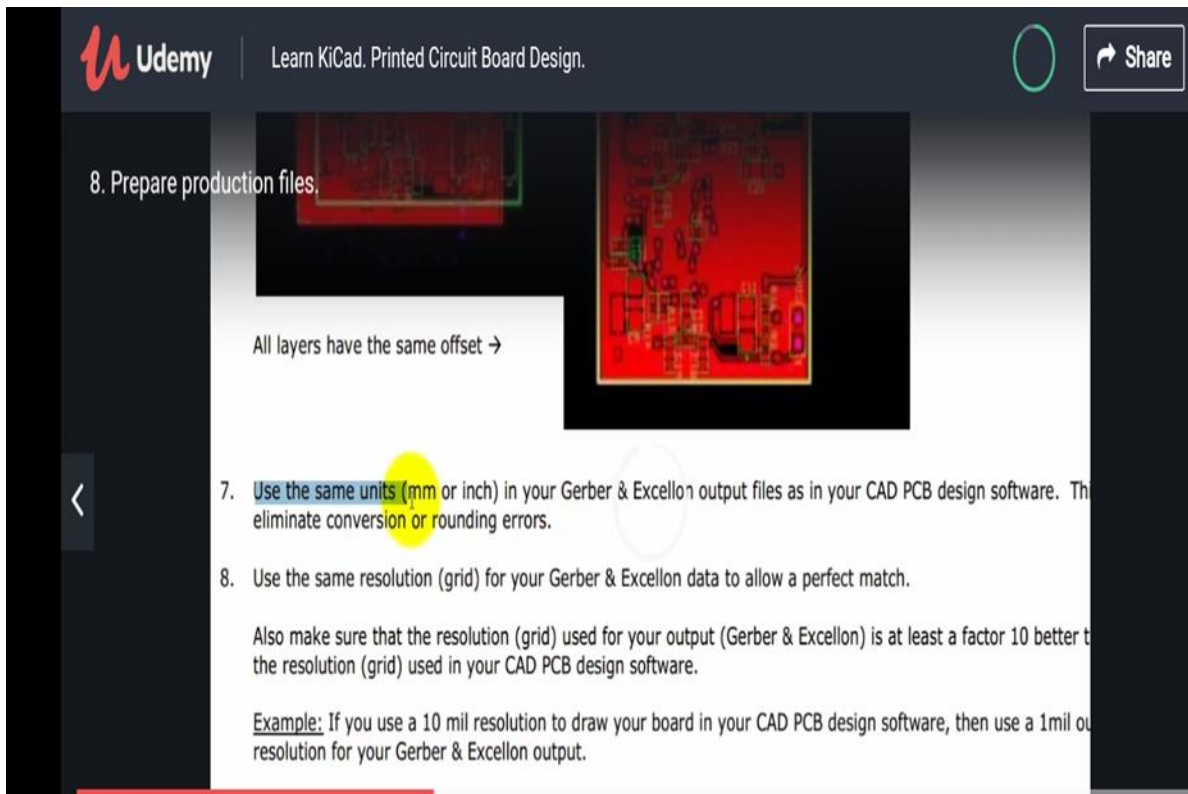 Udemy
Learn KiCad. Printed Circuit Board Design.
Share
8. Prepare production files.
All layers have the same offset →
7. Use the same units (mm or inch) in your Gerber & Excellon output files as in your CAD PCB design software.
eliminate conversion or rounding errors.
8. Use the same resolution (grid) for your Gerber & Excellon data to allow a perfect match.
Also make sure that the resolution (grid) used for your output (Gerber & Excellon) is at least a factor 10 better
the resolution (grid) used in your CAD PCB design software.
Example: If you use a 10 mil resolution to draw your board in your CAD PCB design software, then use a 1mil
resolution for your Gerber & Excellon output.